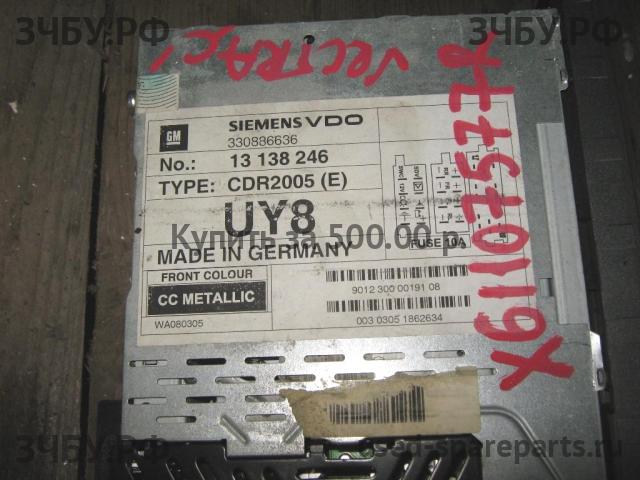 ЗЧБУ.РФ
ЗЧБУ.РФ
VECTRA C
X61107577
GM
SIEMENS VDO
330886636
No.: 13 138 246
TYPE: CDR2005 (E)
UY8
Купить за 500.00 р.
MADE IN GERMANY
FUSE 10A
FRONT COLOUR
CC METALLIC
WA080305
9012 300 00191 08
003 0305 1862634
ЗЧБУ.РФ
used-spareparts.ru